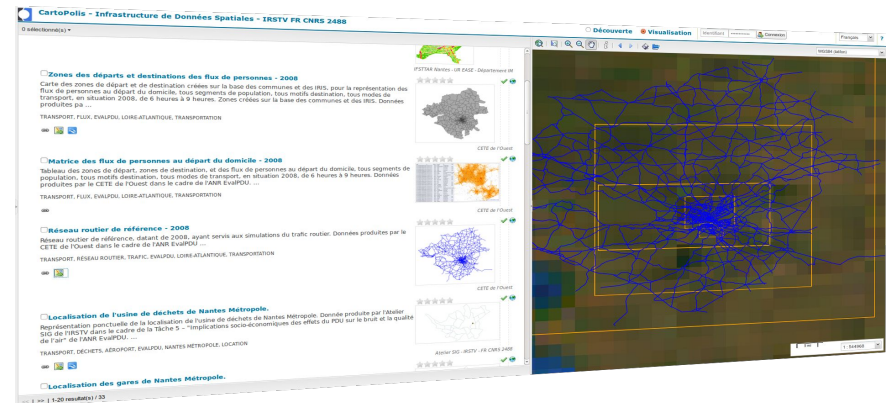 CartoPolis - Infrastructure de Données Spatiales - IRSTV FR CNRS 2488
Découverte Visualisation Connexion Français ?
0 sélectionné(s)
IFSTTAR Nantes - UR EASE - Département IM
Zones des départs et destinations des flux de personnes - 2008
Carte des zones de départ et de destination créées sur la base des communes et des IRIS, pour la représentation des
flux de personnes au départ du domicile, tous segments de population, tous motifs destination, tous modes de
transport, en situation 2008, de 6 heures à 9 heures. Zones créées sur la base des communes et des IRIS. Données
produites pa ...
TRANSPORT, FLUX, EVALPDU, LOIRE-ATLANTIQUE, TRANSPORTATION
CETE de l'Ouest
Matrice des flux de personnes au départ du domicile - 2008
Tableau des zones de départ, zones de destination, et des flux de personnes au départ du domicile, tous segments de
population, tous motifs destination, tous modes de transport, en situation 2008, de 6 heures à 9 heures. Données
produites par le CETE de l'Ouest dans le cadre de l'ANR EvalPDU. ...
TRANSPORT, FLUX, EVALPDU, LOIRE-ATLANTIQUE, TRANSPORTATION
CETE de l'Ouest
Réseau routier de référence - 2008
Réseau routier de référence, datant de 2008, ayant servis aux simulations du trafic routier. Données produites par le
CETE de l'Ouest dans le cadre de l'ANR EvalPDU ...
TRANSPORT, RÉSEAU ROUTIER, TRAFIC, EVALPDU, LOIRE-ATLANTIQUE, TRANSPORTATION
CETE de l'Ouest
Localisation de l'usine de déchets de Nantes Métropole.
Représentation ponctuelle de la localisation de l'usine de déchets de Nantes Métropole. Donnée produite par l'Atelier
SIG de l'IRSTV dans le cadre de la Tâche 5 – "Implications socio-économiques des effets du PDU sur le bruit et la qualité
de l'air" de l'ANR EvalPDU. ...
TRANSPORT, DÉCHETS, AÉROPORT, EVALPDU, NANTES MÉTROPOLE, LOCATION
Atelier SIG - IRSTV - FR CNRS 2488
Localisation des gares de Nantes Métropole.
1-20 resultat(s) / 33